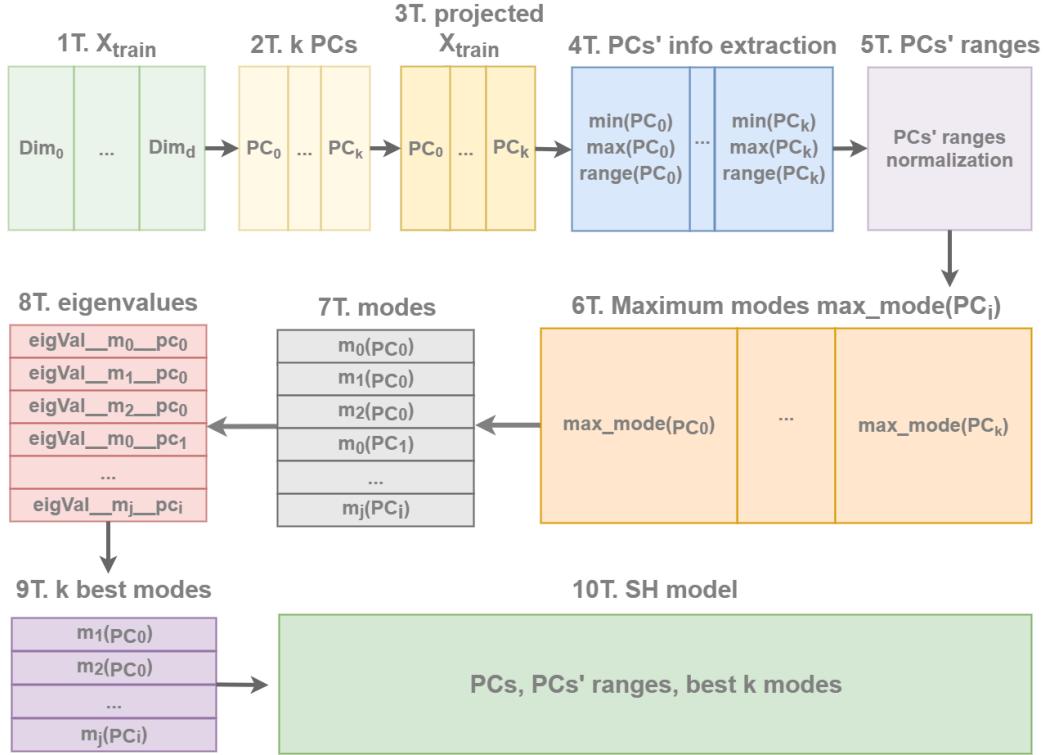 1T. Xtrain
2T. k PCs
3T. projected
Xtrain
4T. PCs' info extraction
5T. PCs' ranges
Dim0
...
Dimd
PC0
...
PCk
PC0
...
PCk
min(PC0)
max(PC0)
range(PC0)
...
min(PCk)
max(PCk)
range(PCk)
PCs' ranges
normalization
8T. eigenvalues
7T. modes
6T. Maximum modes max_mode(PCi)
eigVal__m0__pc0
eigVal__m1__pc0
eigVal__m2__pc0
eigVal__m0__pc1
...
eigVal__mj__pci
m0(PC0)
m1(PC0)
m2(PC0)
m0(PC1)
...
mj(PCi)
max_mode(PC0)
...
max_mode(PCk)
9T. k best modes
10T. SH model
m1(PC0)
m2(PC0)
...
mj(PCi)
PCs, PCs' ranges, best k modes